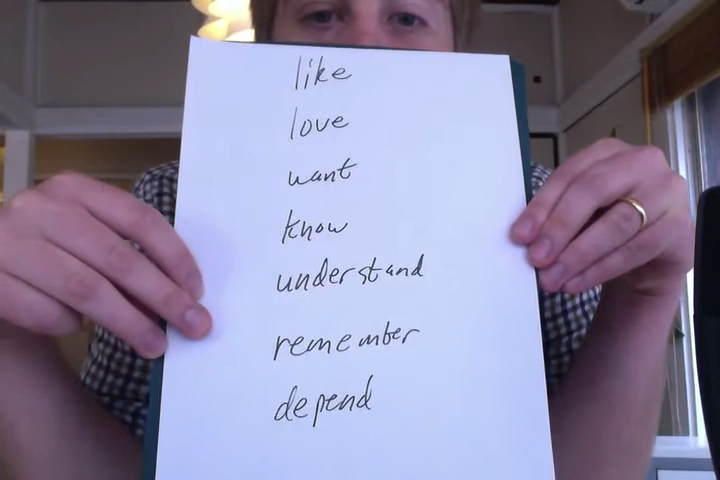 like
love
want
know
understand
remember
depend